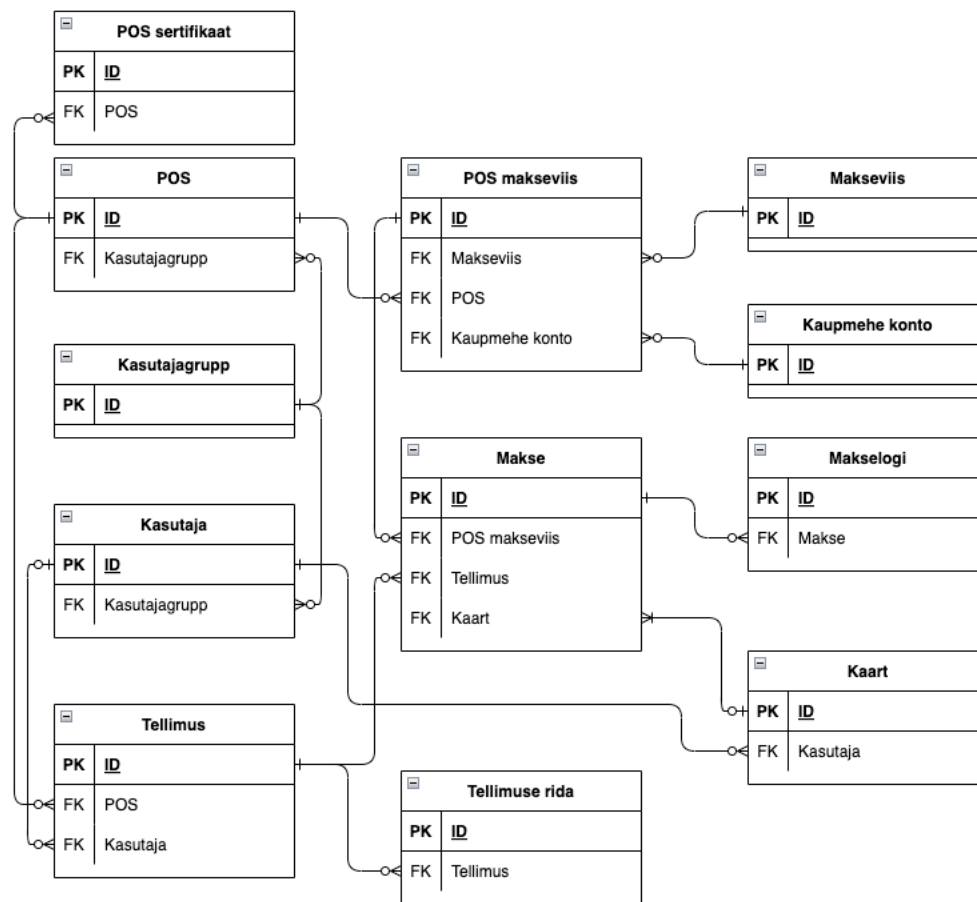 POS sertifikaat
PK ID
FK POS
POS
PK ID
FK Kasutajagrupp
Kasutajagrupp
PK ID
Kasutaja
PK ID
FK Kasutajagrupp
Tellimus
PK ID
FK POS
FK Kasutaja
POS makseviis
PK ID
FK Makseviis
FK POS
FK Kaupmehe konto
Makse
PK ID
FK POS makseviis
FK Tellimus
FK Kaart
Tellimuse rida
PK ID
FK Tellimus
Makseviis
PK ID
Kaupmehe konto
PK ID
Makselogi
PK ID
FK Makse
Kaart
PK ID
FK Kasutaja